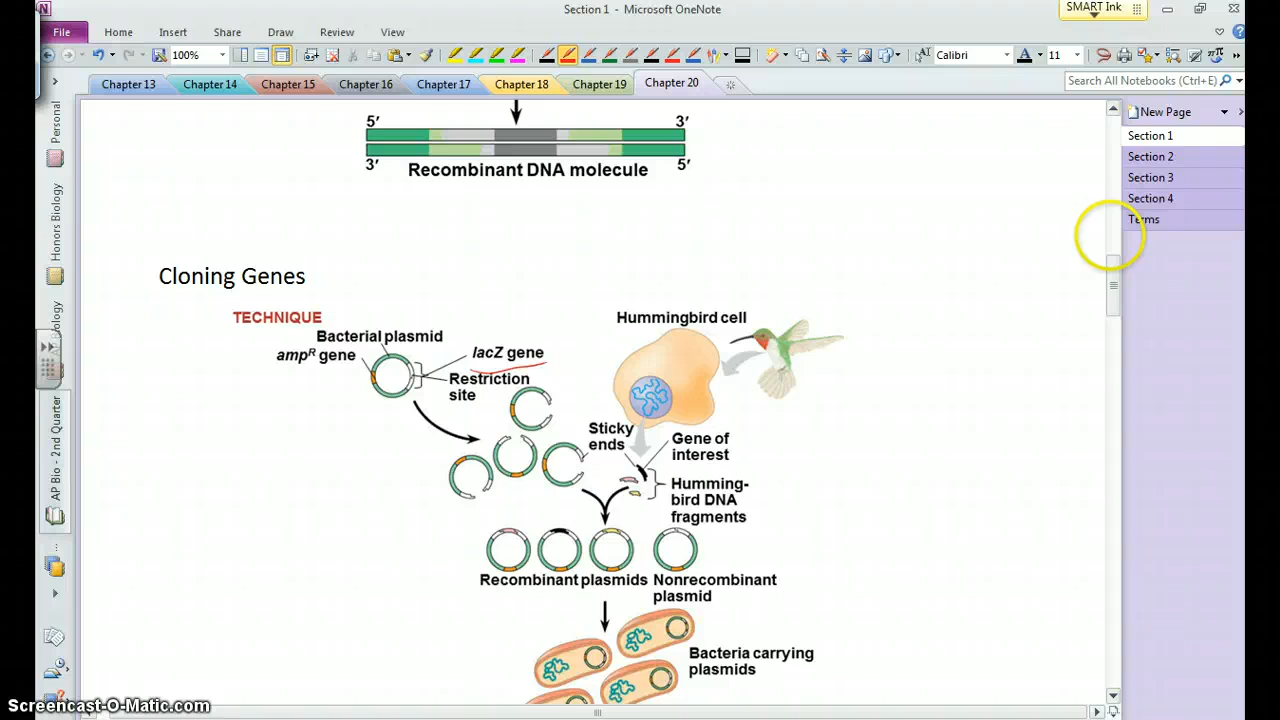 Section 1 - Microsoft OneNote
SMART Ink
File Home Insert Share Draw Review View
100% Calibri 11
Chapter 13 Chapter 14 Chapter 15 Chapter 16 Chapter 17 Chapter 18 Chapter 19 Chapter 20
Search All Notebooks (Ctrl+E)
New Page
Section 1
Section 2
Section 3
Section 4
Terms
Personal
Honors Biology
AP Bio - 2nd Quarter
5′ 3′
3′ 5′
Recombinant DNA molecule
Cloning Genes
TECHNIQUE
Bacterial plasmid
ampR gene
lacZ gene
Restriction
site
Hummingbird cell
Sticky
ends
Gene of
interest
Humming-
bird DNA
fragments
Recombinant plasmids
Nonrecombinant
plasmid
Bacteria carrying
plasmids
Screencast-O-Matic.com